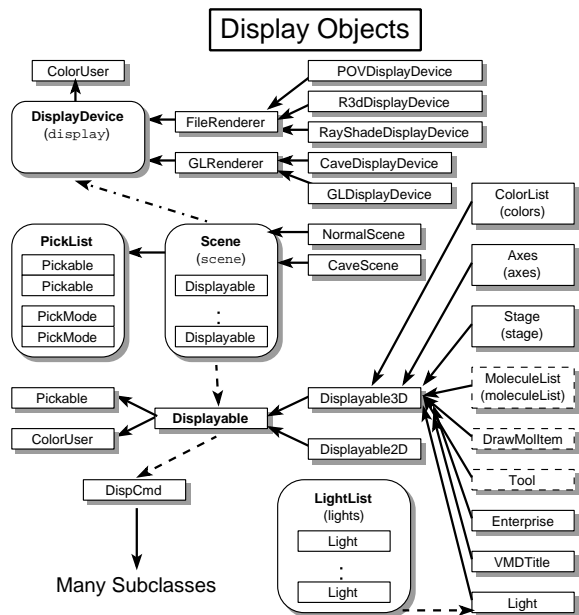 Display Objects
ColorUser
POVDisplayDevice
R3dDisplayDevice
DisplayDevice
(display)
FileRenderer
RayShadeDisplayDevice
GLRenderer
CaveDisplayDevice
GLDisplayDevice
ColorList
(colors)
PickList
Pickable
Pickable
PickMode
PickMode
Scene
(scene)
Displayable
:
Displayable
NormalScene
CaveScene
Axes
(axes)
Stage
(stage)
MoleculeList
(moleculeList)
Pickable
ColorUser
Displayable
Displayable3D
Displayable2D
DrawMolItem
Tool
DispCmd
Many Subclasses
LightList
(lights)
Light
:
Light
Enterprise
VMDTitle
Light